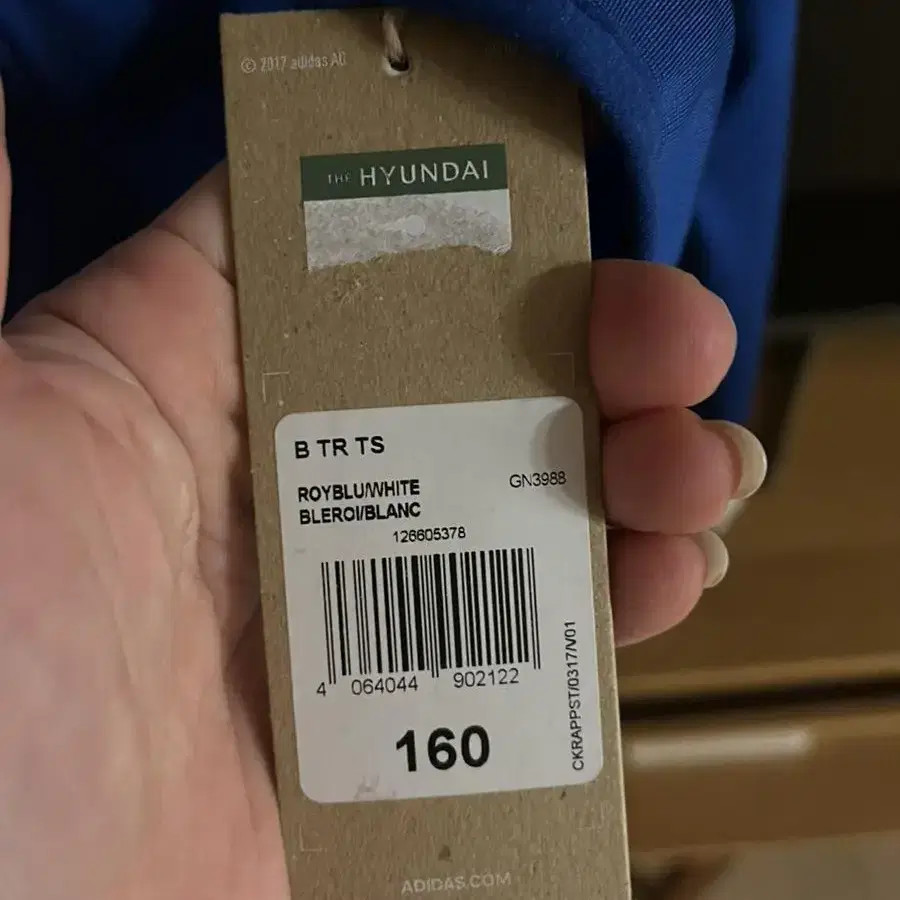 © 2017 adidas AG
THE HYUNDAI
B TR TS
ROYBLU/WHITE
GN3988
BLEROI/BLANC
126605378
4 064044 902122
CKRAPPST/0317/V01
160
ADIDAS.COM